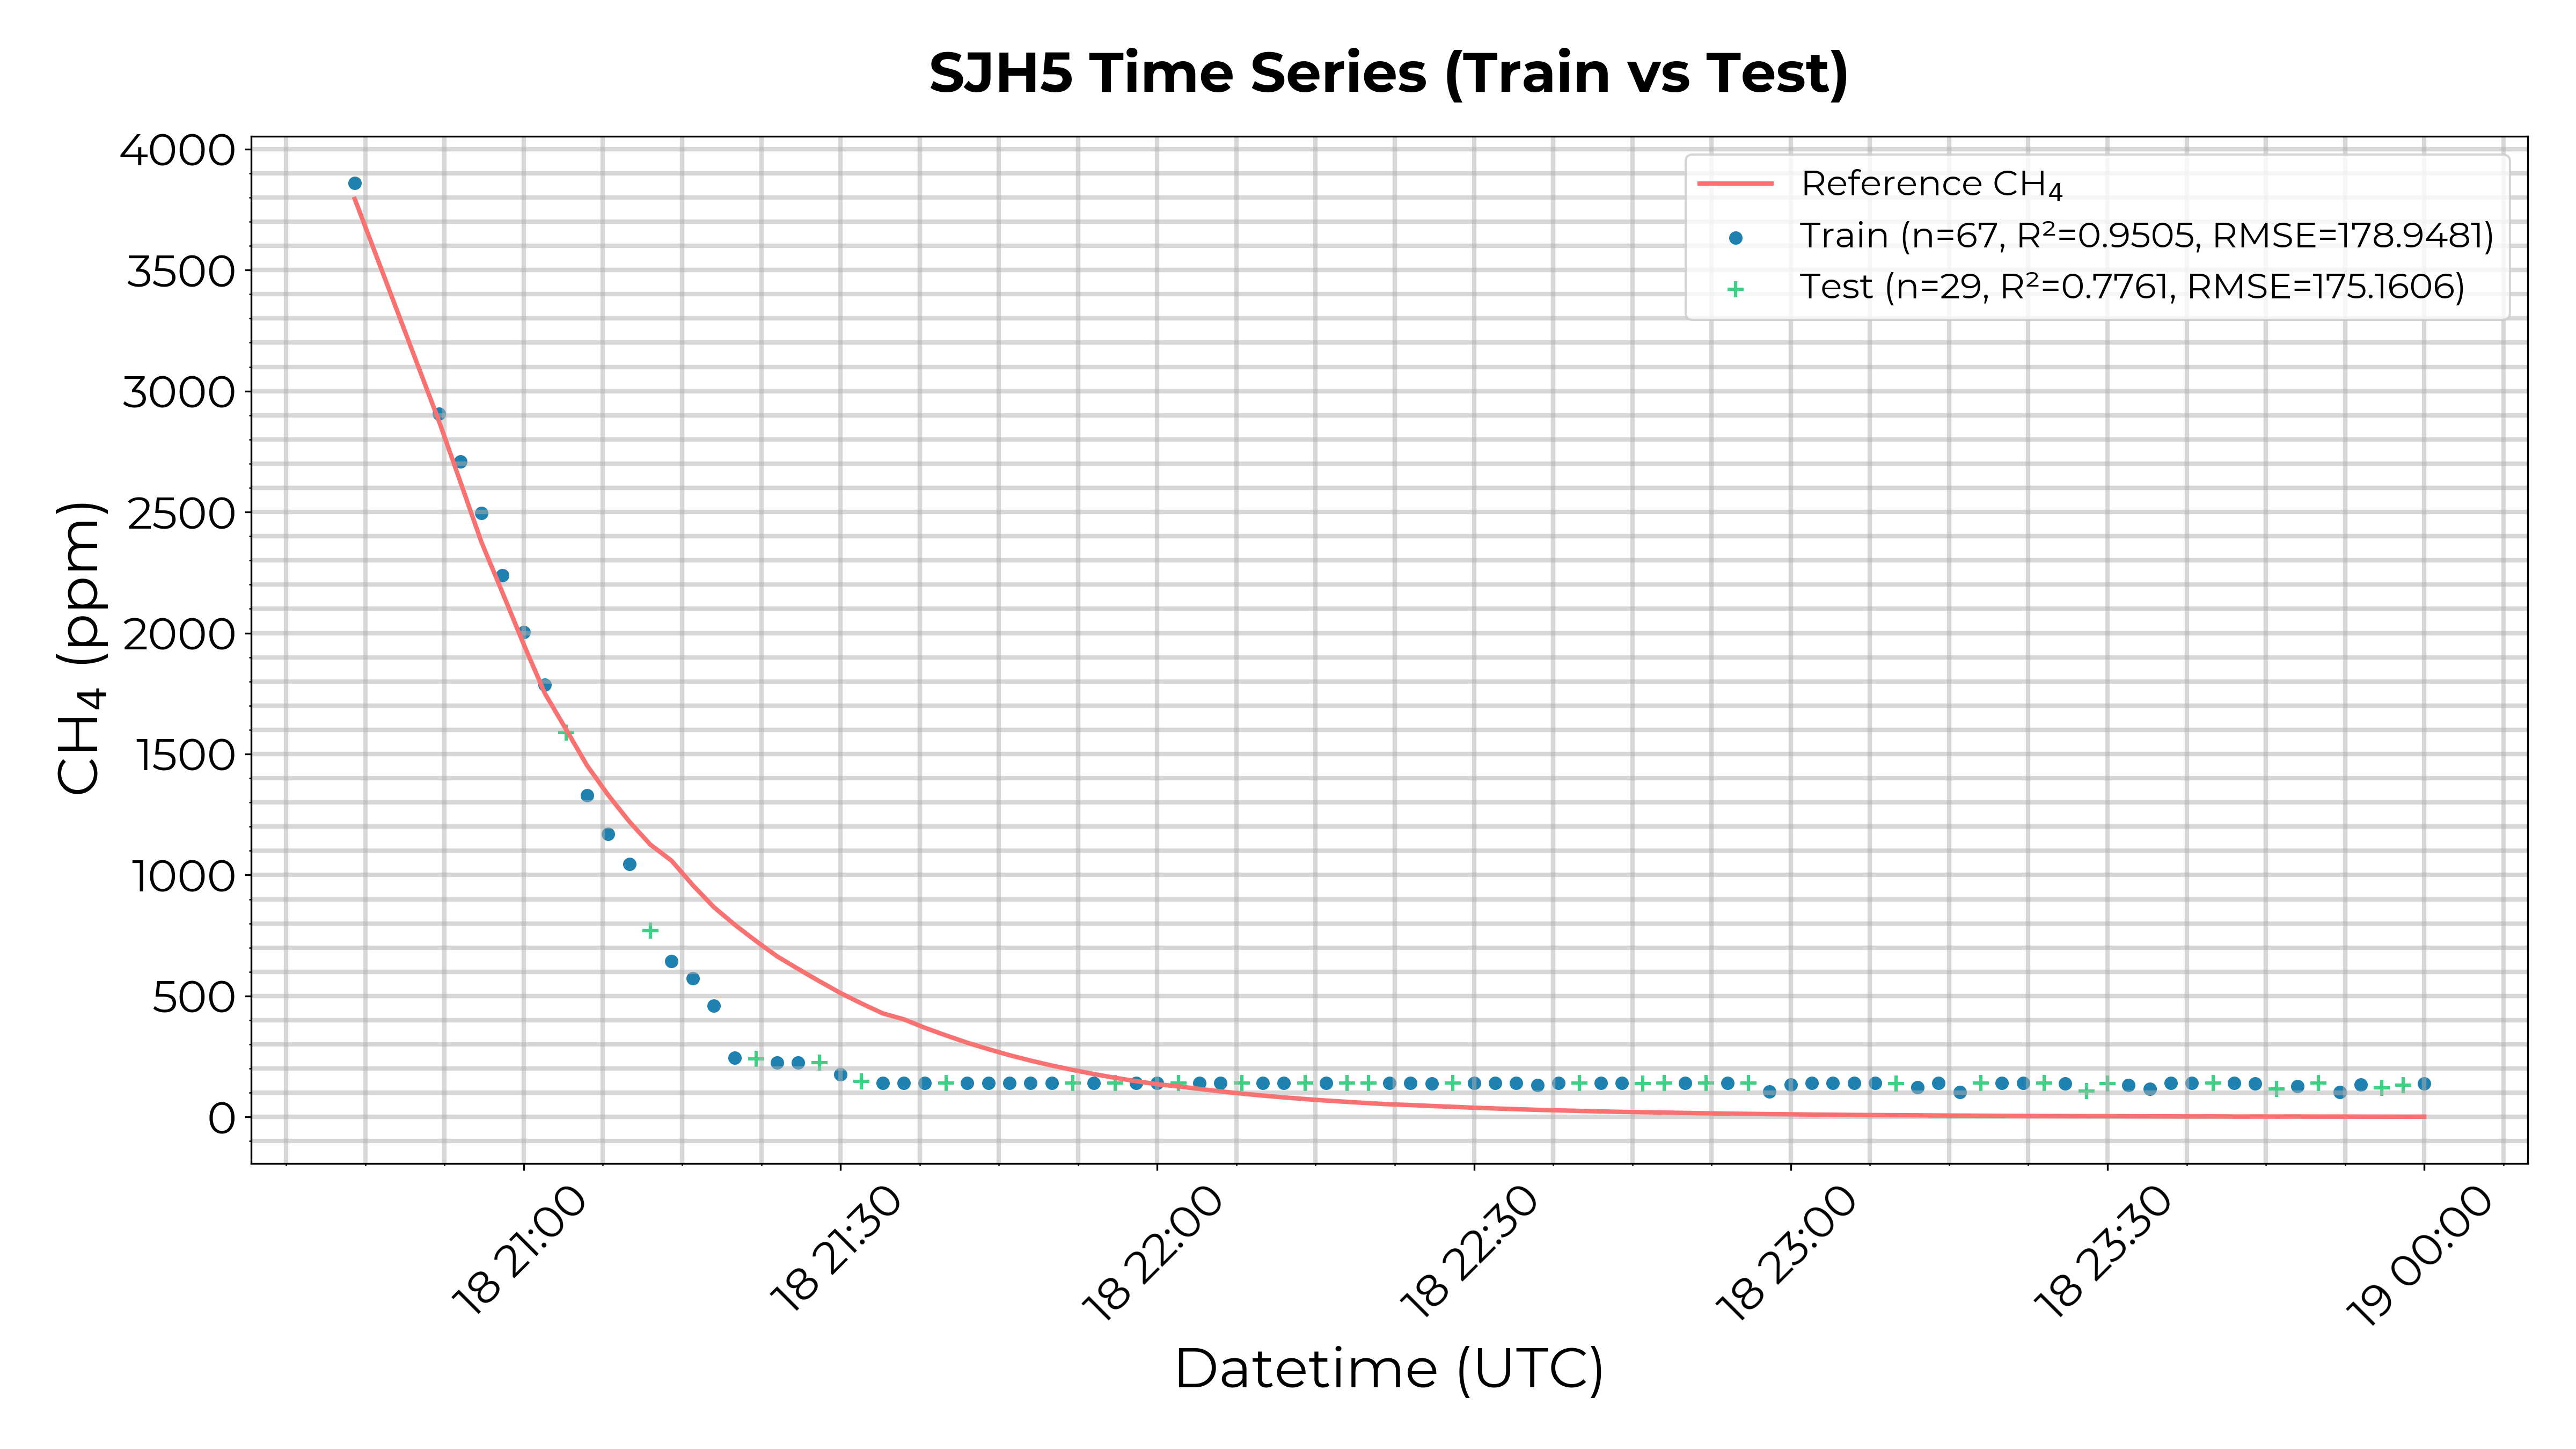 SJH5 Time Series (Train vs Test)
4000
3500
3000
2500
2000
1500
1000
500
0
CH₄ (ppm)
Reference CH₄
Train (n=67, R²=0.9505, RMSE=178.9481)
Test (n=29, R²=0.7761, RMSE=175.1606)
18 21:00
18 21:30
18 22:00
18 22:30
18 23:00
18 23:30
19 00:00
Datetime (UTC)